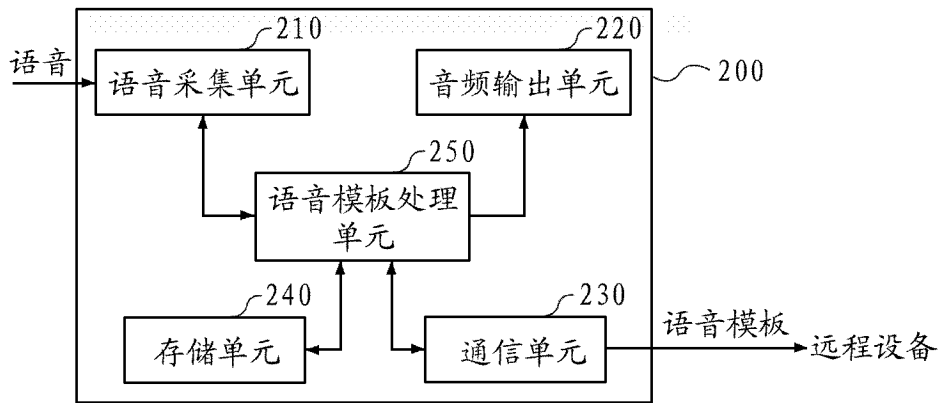 210
220
语音
语音采集单元
音频输出单元
200
250
语音模板处理
单元
240
230
存储单元
通信单元
语音模板
远程设备